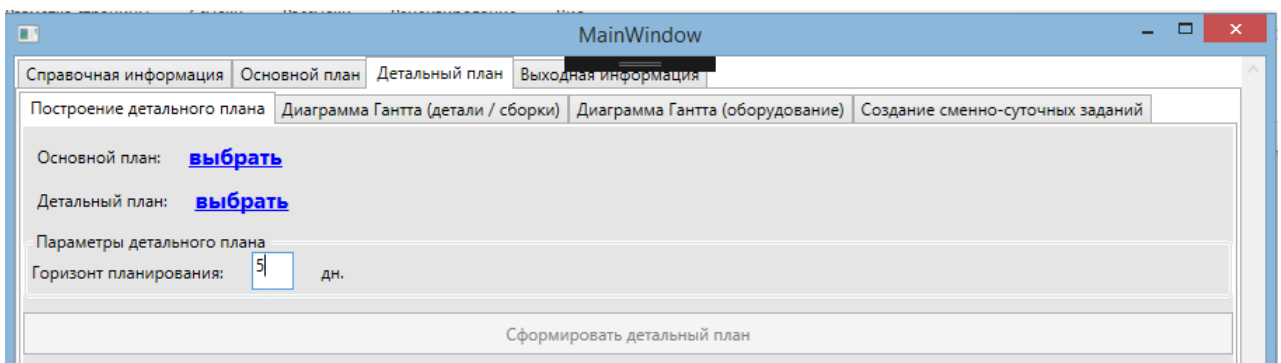 MainWindow
Справочная информация Основной план Детальный план Выходная информация
Построение детального плана Диаграмма Гантта (детали / сборки) Диаграмма Гантта (оборудование) Создание сменно-суточных заданий
Основной план: выбрать
Детальный план: выбрать
Параметры детального плана
Горизонт планирования: 5 дн.
Сформировать детальный план